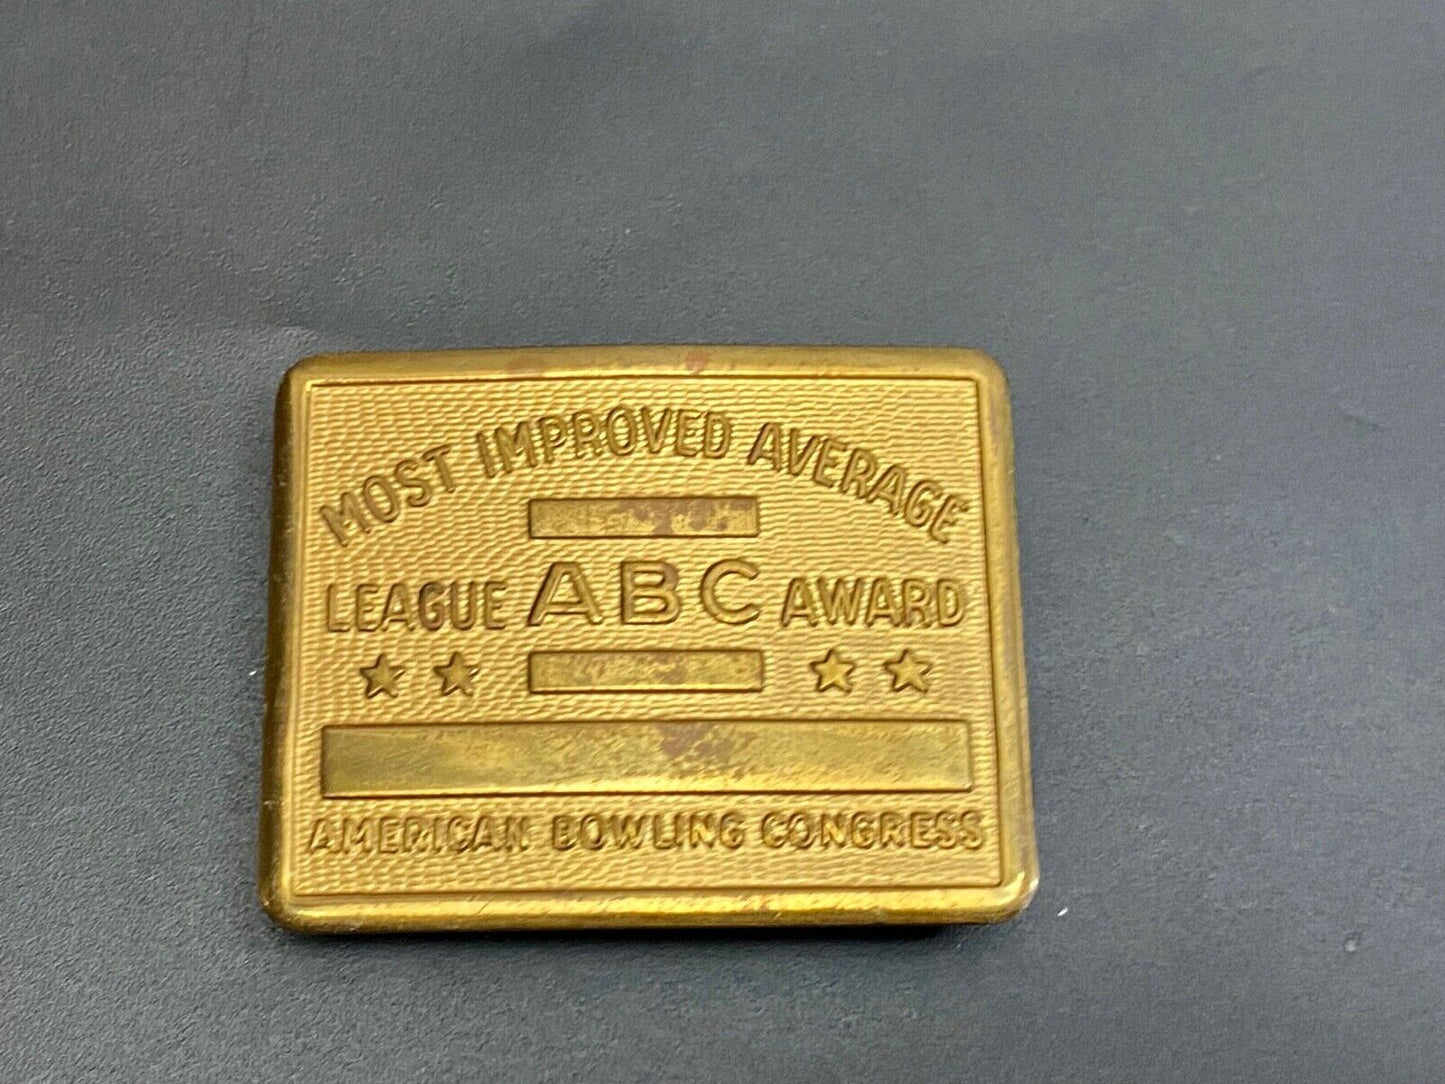 MOST IMPROVED AVERAGE
LEAGUE ABC AWARD
AMERICAN BOWLING CONGRESS